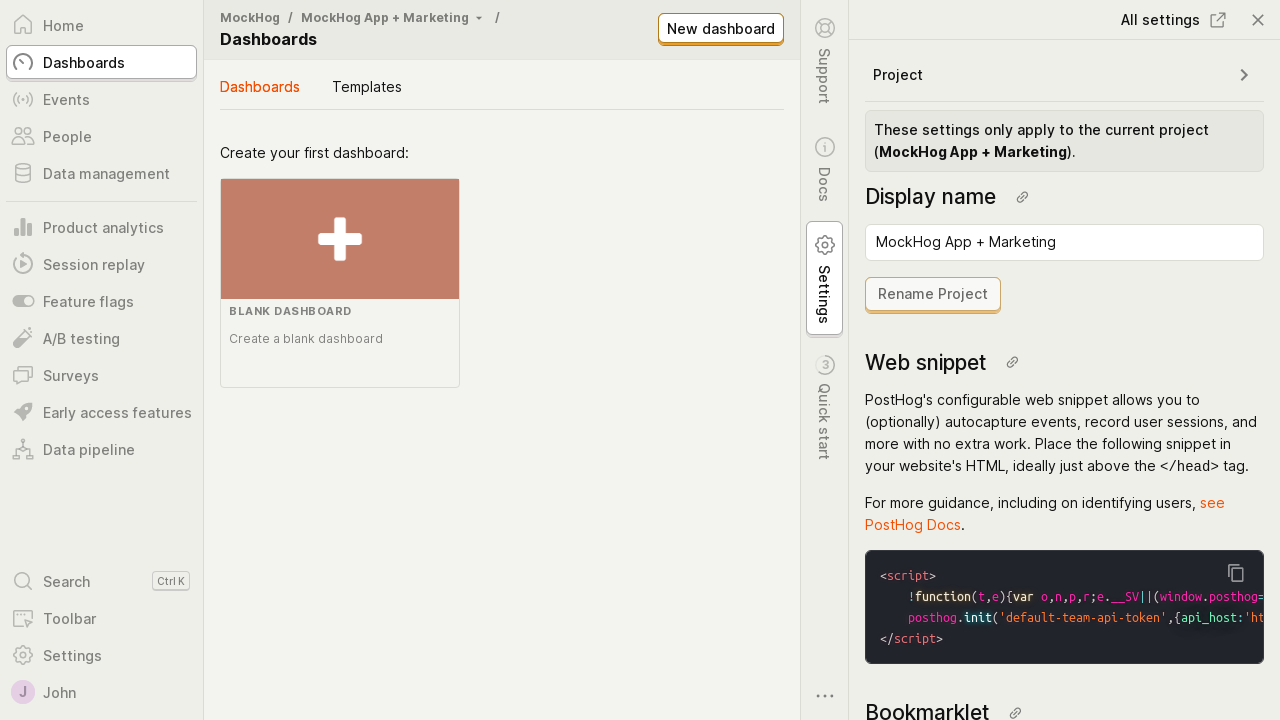 Home
Dashboards
Events
People
Data management
Product analytics
Session replay
Feature flags
A/B testing
Surveys
Early access features
Data pipeline
Search Ctrl K
Toolbar
Settings
J John
MockHog / MockHog App + Marketing /
Dashboards
New dashboard
Dashboards Templates
Create your first dashboard:
BLANK DASHBOARD
Create a blank dashboard
Support
Docs
Settings
3 Quick start
All settings
Project
These settings only apply to the current project
(MockHog App + Marketing).
Display name
MockHog App + Marketing
Rename Project
Web snippet
PostHog's configurable web snippet allows you to
(optionally) autocapture events, record user sessions, and
more with no extra work. Place the following snippet in
your website's HTML, ideally just above the </head> tag.
For more guidance, including on identifying users, see
PostHog Docs.
<script>
!function(t,e){var o,n,p,r;e.__SV||(window.posthog=
posthog.init('default-team-api-token',{api_host:'ht
</script>
Bookmarklet